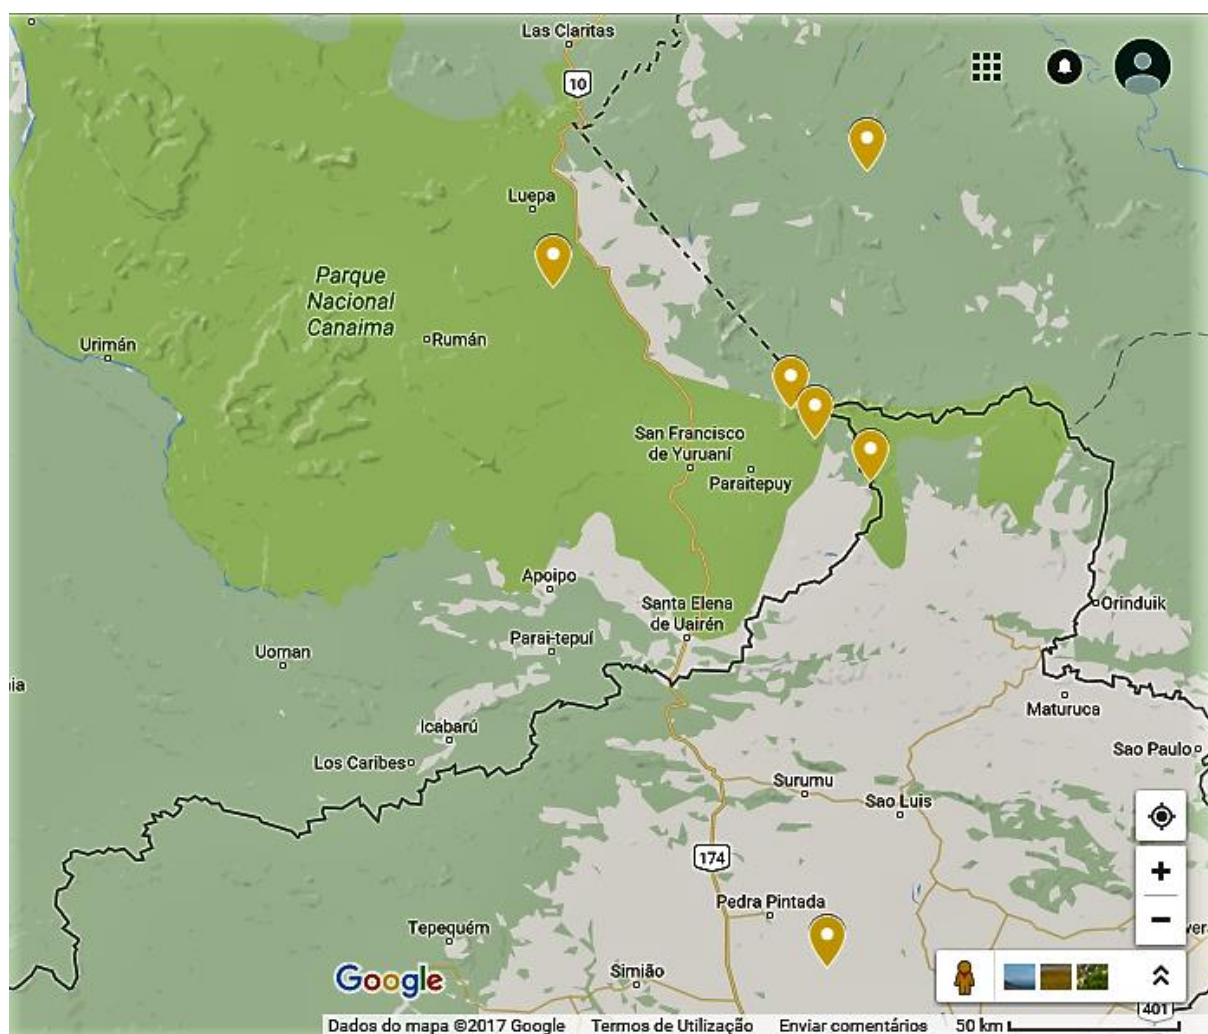 Las Claritas
10
Luepa
Parque
Nacional
Canaima
Urimán
Rumán
San Francisco
de Yuruaní
Paraitepuy
Apoipo
Santa Elena
de Uairén
Orinduik
Parai-tepuí
Uoman
Maturuca
Icabarú
Los Caribes
Sao Paulo
Surumu
Sao Luis
174
Pedra Pintada
Tepequém
Simião
Google
401
Dados do mapa ©2017 Google Termos de Utilização Enviar comentários 50 km